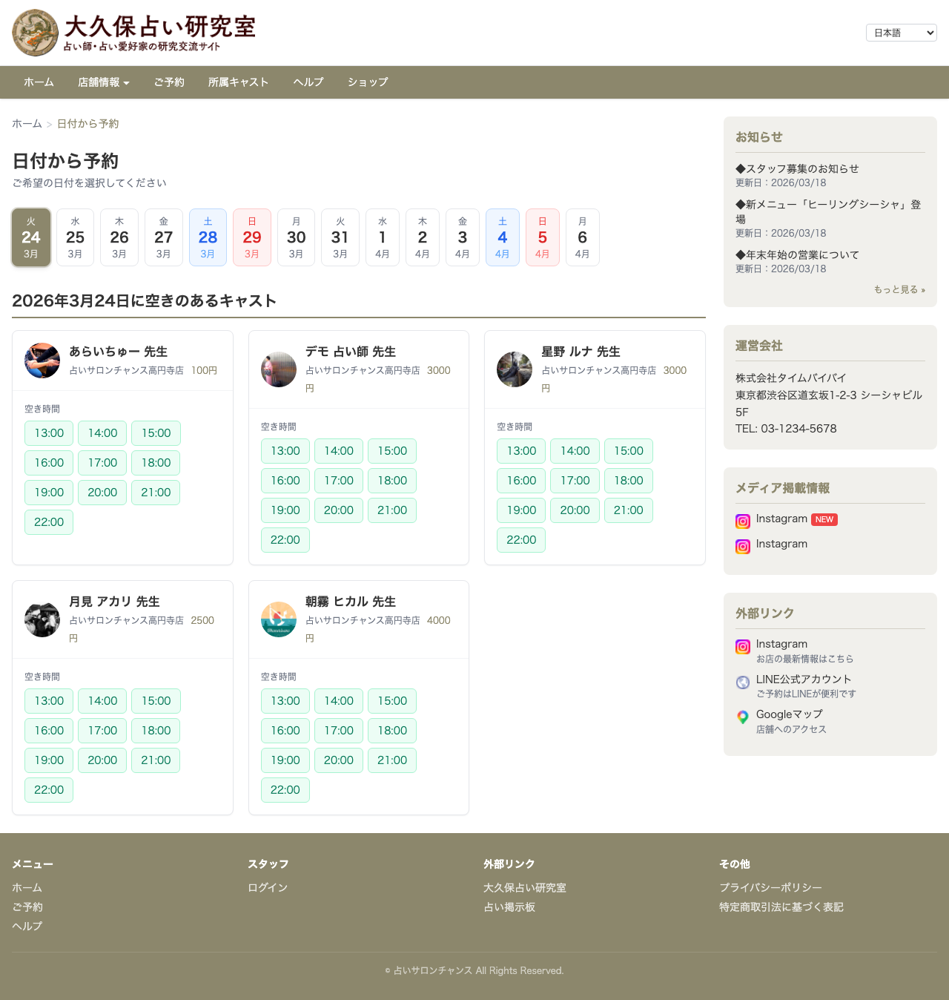 大久保占い研究室
占い師・占い愛好家の研究交流サイト
日本語
ホーム 店舗情報 ご予約 所属キャスト ヘルプ ショップ
ホーム > 日付から予約
日付から予約
ご希望の日付を選択してください
火 水 木 金 土 日 月 火 水 木 金 土 日 月
24 25 26 27 28 29 30 31 1 2 3 4 5 6
3月 3月 3月 3月 3月 3月 3月 3月 4月 4月 4月 4月 4月 4月
2026年3月24日に空きのあるキャスト
あらいちゅー 先生
占いサロンチャンス高円寺店 100円
空き時間
13:00 14:00 15:00
16:00 17:00 18:00
19:00 20:00 21:00
22:00
デモ 占い師 先生
占いサロンチャンス高円寺店 3000
円
空き時間
13:00 14:00 15:00
16:00 17:00 18:00
19:00 20:00 21:00
22:00
星野 ルナ 先生
占いサロンチャンス高円寺店 3000
円
空き時間
13:00 14:00 15:00
16:00 17:00 18:00
19:00 20:00 21:00
22:00
月見 アカリ 先生
占いサロンチャンス高円寺店 2500
円
空き時間
13:00 14:00 15:00
16:00 17:00 18:00
19:00 20:00 21:00
22:00
朝霧 ヒカル 先生
占いサロンチャンス高円寺店 4000
円
空き時間
13:00 14:00 15:00
16:00 17:00 18:00
19:00 20:00 21:00
22:00
お知らせ
◆スタッフ募集のお知らせ
更新日：2026/03/18
◆新メニュー「ヒーリングシーシャ」登
場
更新日：2026/03/18
◆年末年始の営業について
更新日：2026/03/18
もっと見る »
運営会社
株式会社タイムバイバイ
東京都渋谷区道玄坂1-2-3 シーシャビル
5F
TEL: 03-1234-5678
メディア掲載情報
Instagram NEW
Instagram
外部リンク
Instagram
お店の最新情報はこちら
LINE公式アカウント
ご予約はLINEが便利です
Googleマップ
店舗へのアクセス
メニュー
ホーム
ご予約
ヘルプ
スタッフ
ログイン
外部リンク
大久保占い研究室
占い掲示板
その他
プライバシーポリシー
特定商取引法に基づく表記
© 占いサロンチャンス All Rights Reserved.